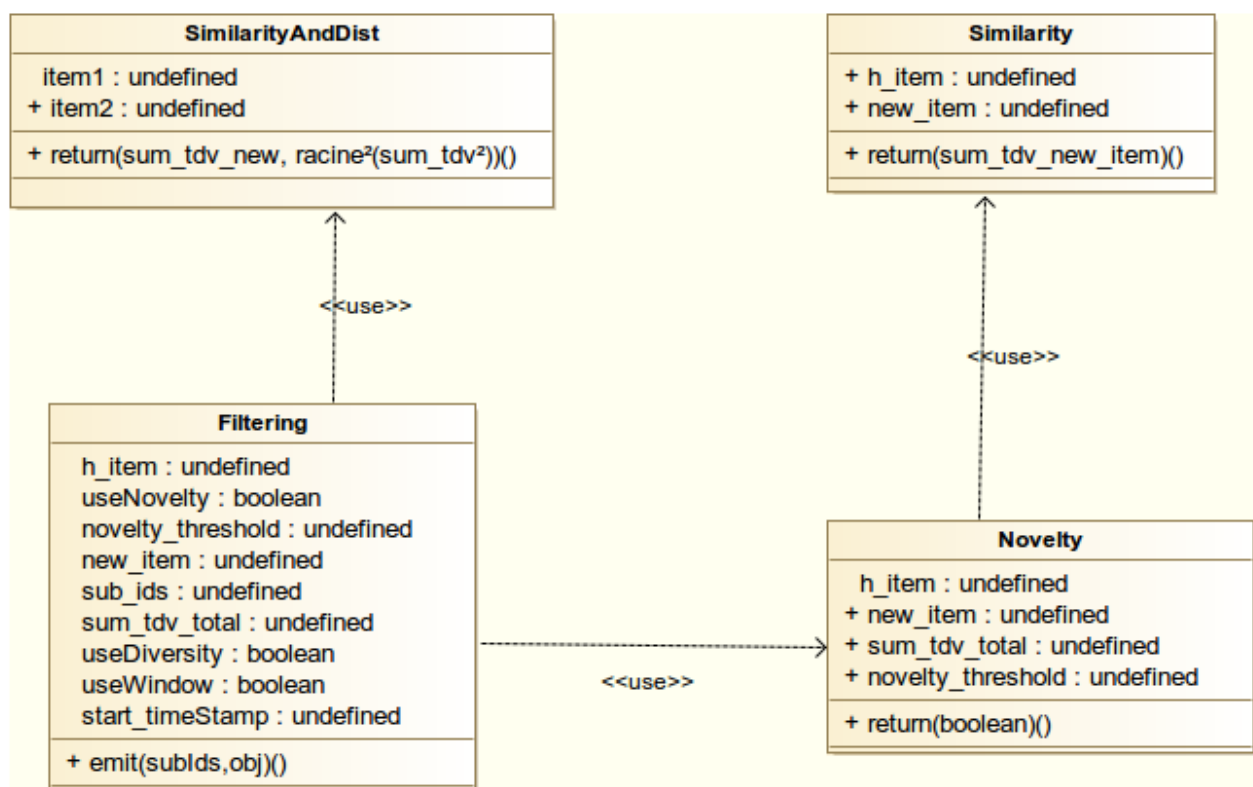 SimilarityAndDist
item1 : undefined
+ item2 : undefined
+ return(sum_tdv_new, racine²(sum_tdv²))()
Similarity
+ h_item : undefined
+ new_item : undefined
+ return(sum_tdv_new_item)()
<<use>>
<<use>>
Filtering
h_item : undefined
useNovelty : boolean
novelty_threshold : undefined
new_item : undefined
sub_ids : undefined
sum_tdv_total : undefined
useDiversity : boolean
useWindow : boolean
start_timeStamp : undefined
+ emit(subIds,obj)()
<<use>>
Novelty
h_item : undefined
+ new_item : undefined
+ sum_tdv_total : undefined
+ novelty_threshold : undefined
+ return(boolean)()